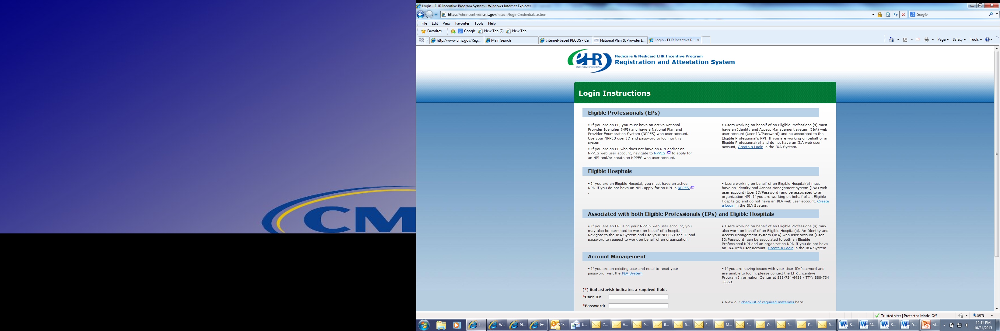 CM
Login - EHR Incentive Program System - Windows Internet Explorer
https://ehrincentives.cms.gov/hitech/loginCredentials.action
Google
File Edit View Favorites Tools Help
Favorites Google New Tab (2) New Tab
http://www.cms.gov/Reg... Main Search Internet-based PECOS - Ce... National Plan & Provider E... Login - EHR Incentive P... Page Safety Tools
eHR
INCENTIVE PROGRAM
Medicare & Medicaid EHR Incentive Program
Registration and Attestation System
Login Instructions
Eligible Professionals (EPs)
• If you are an EP, you must have an active National
Provider Identifier (NPI) and have a National Plan and
Provider Enumeration System (NPPES) web user account.
Use your NPPES user ID and password to log into this
system.
• If you are an EP who does not have an NPI and/or an
NPPES web user account, navigate to NPPES to apply for
an NPI and/or create an NPPES web user account.
• Users working on behalf of an Eligible Professional(s) must
have an Identity and Access Management system (I&A) web
user account (User ID/Password) and be associated to the
Eligible Professional's NPI. If you are working on behalf of an
Eligible Professional(s) and do not have an I&A web user
account, Create a Login in the I&A System.
Eligible Hospitals
• If you are an Eligible Hospital, you must have an active
NPI. If you do not have an NPI, apply for an NPI in NPPES
.
• Users working on behalf of an Eligible Hospital(s) must
have an Identity and Access Management system (I&A) web
user account (User ID/Password) and be associated to an
organization NPI. If you are working on behalf of an Eligible
Hospital(s) and do not have an I&A web user account, Create
a Login in the I&A System.
Associated with both Eligible Professionals (EPs) and Eligible Hospitals
• If you are an EP using your NPPES web user account, you
may also be permitted to work on behalf of a hospital.
Navigate to the I&A System and use your NPPES User ID and
password to request to work on behalf of an organization.
• Users working on behalf of an Eligible Professional(s) may
also work on behalf of an Eligible Hospital(s). An Identity and
Access Management system (I&A) web user account (User
ID/Password) can be associated to both an Eligible
Professional NPI and an organization NPI. If you do not have
an I&A web user account, Create a Login in the I&A System.
Account Management
• If you are an existing user and need to reset your
password, visit the I&A System.
• If you are having issues with your User ID/Password and
are unable to log in, please contact the EHR Incentive
Program Information Center at 888-734-6433 / TTY: 888-734
-6563.
(*) Red asterisk indicates a required field.
*User ID:
*Password:
• View our checklist of required materials here.
Trusted sites | Protected Mode: Off 90%
L... W... Id... ht... In... U... C... V... P... R... R... R... M... F... O... R... F... R... S... IA... S... D... M... 12:41 PM
10/31/2013